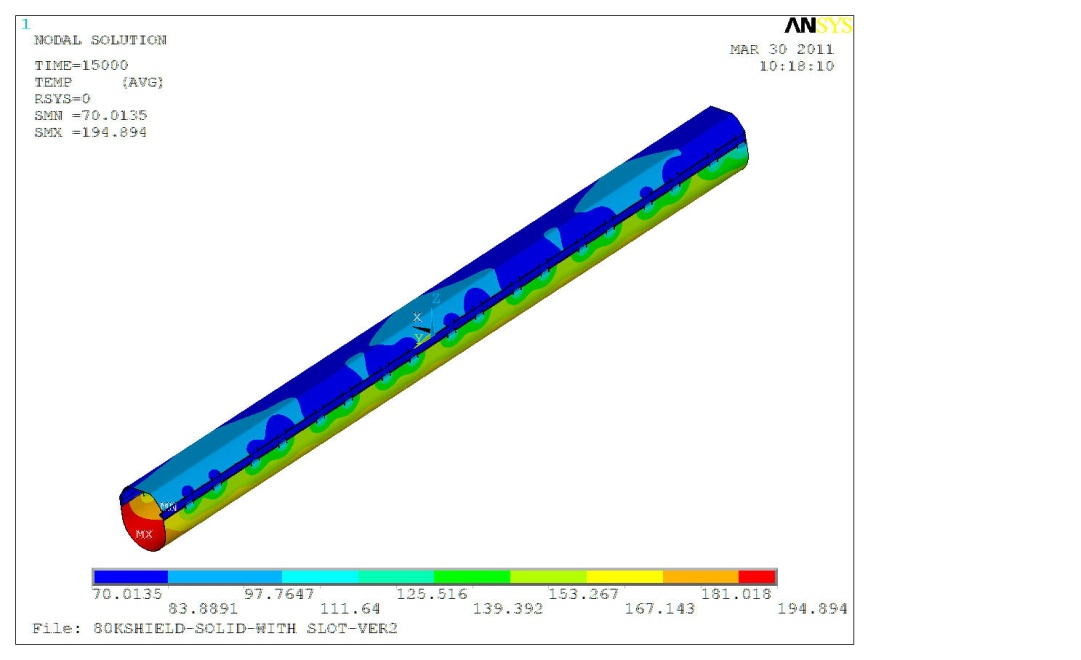 1
ANSYS
NODAL SOLUTION
MAR 30 2011
10:18:10
TIME=15000
TEMP (AVG)
RSYS=0
SMN =70.0135
SMX =194.894
Z
X
Y
MN
MX
70.0135 97.7647 125.516 153.267 181.018
83.8891 111.64 139.392 167.143 194.894
File: 80KSHIELD-SOLID-WITH SLOT-VER2